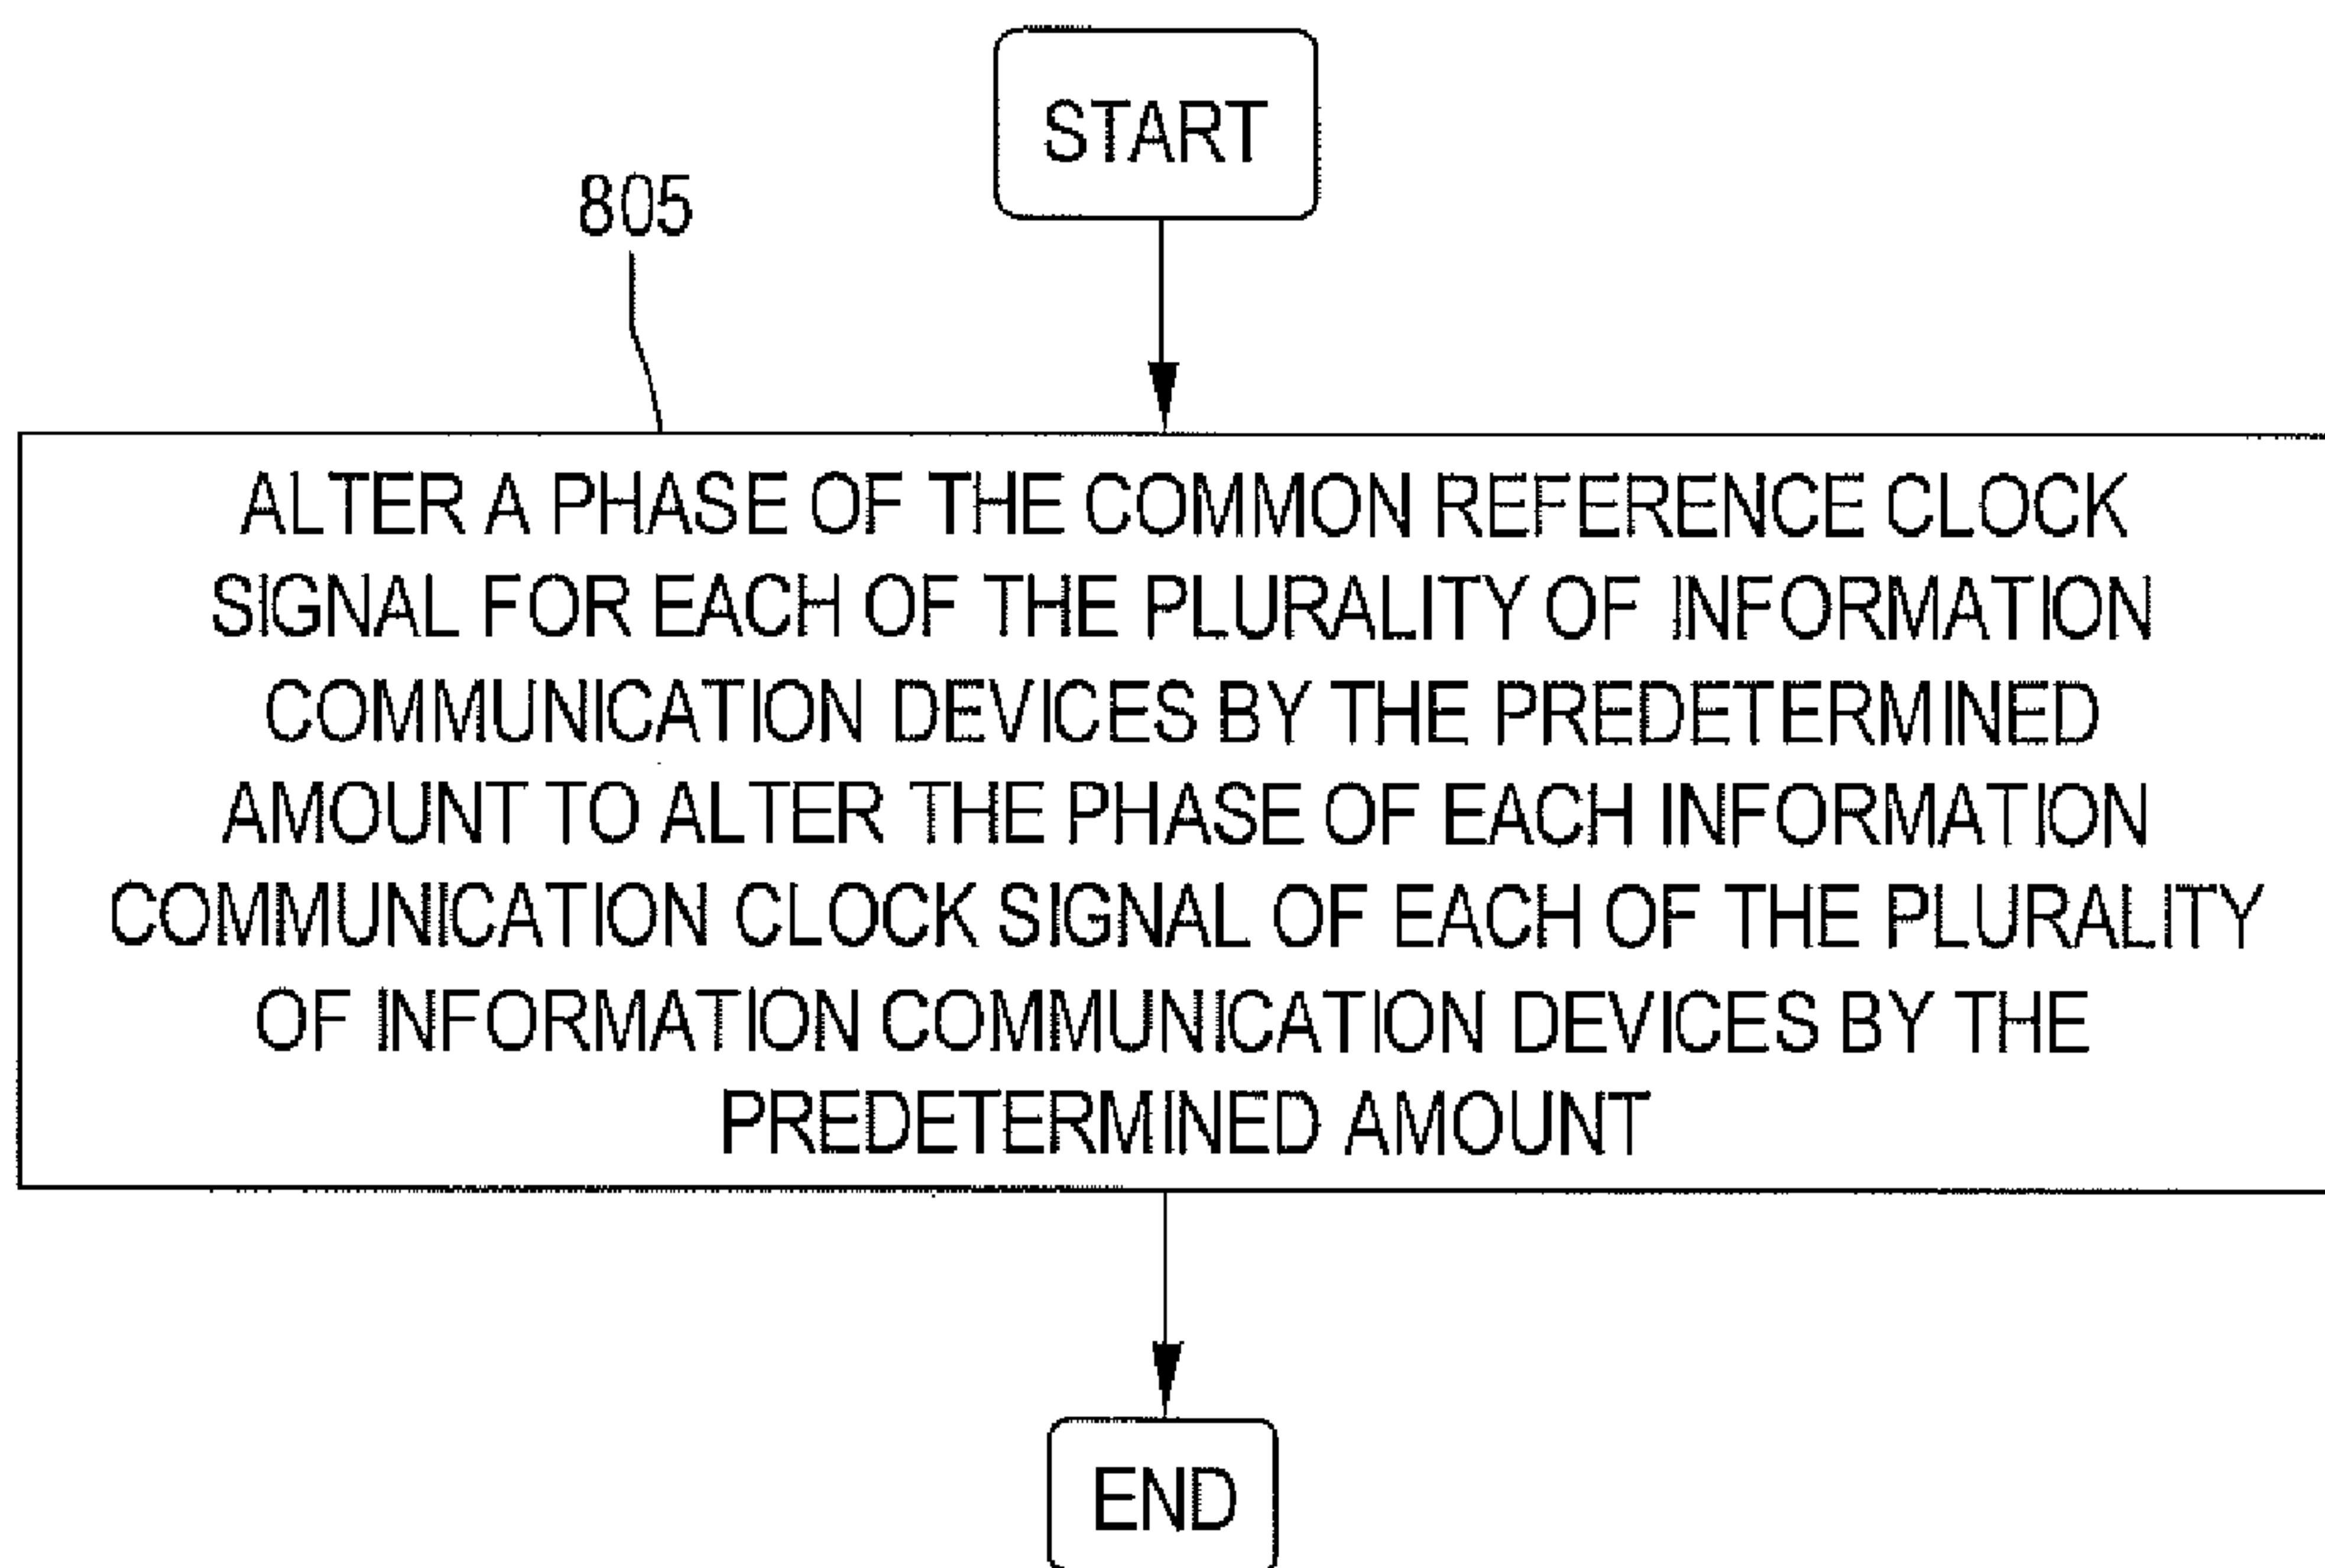 START
805
ALTER A PHASE OF THE COMMON REFERENCE CLOCK
SIGNAL FOR EACH OF THE PLURALITY OF INFORMATION
COMMUNICATION DEVICES BY THE PREDETERMINED
AMOUNT TO ALTER THE PHASE OF EACH INFORMATION
COMMUNICATION CLOCK SIGNAL OF EACH OF THE PLURALITY
OF INFORMATION COMMUNICATION DEVICES BY THE
PREDETERMINED AMOUNT
END